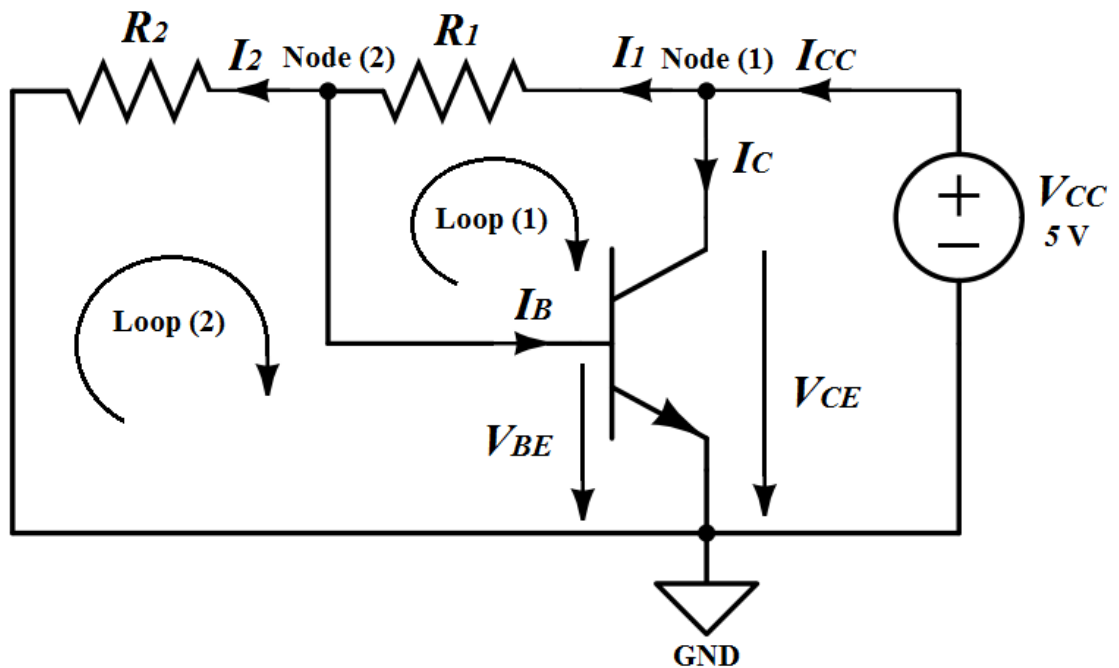 R2
I2
Node (2)
R1
I1
Node (1)
ICC
IC
Loop (1)
VCC
5 V
+
−
Loop (2)
IB
VCE
VBE
GND